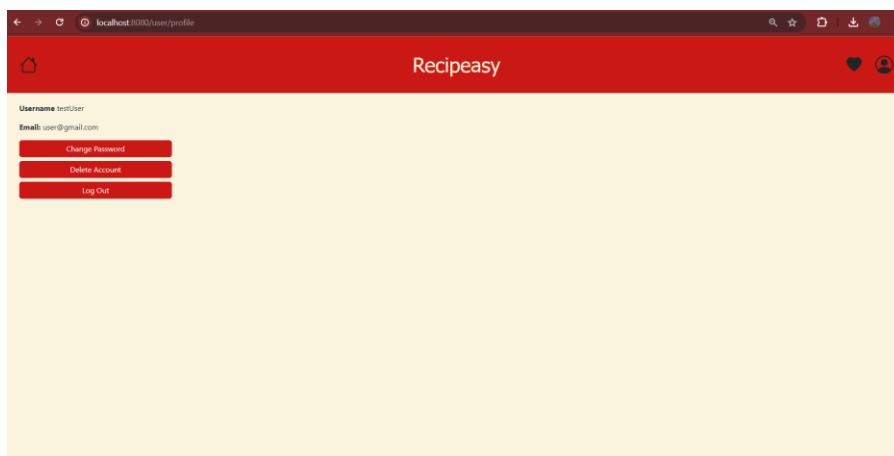 localhost:8080/user/profile
Recipeasy
Username testUser
Email: user@gmail.com
Change Password
Delete Account
Log Out